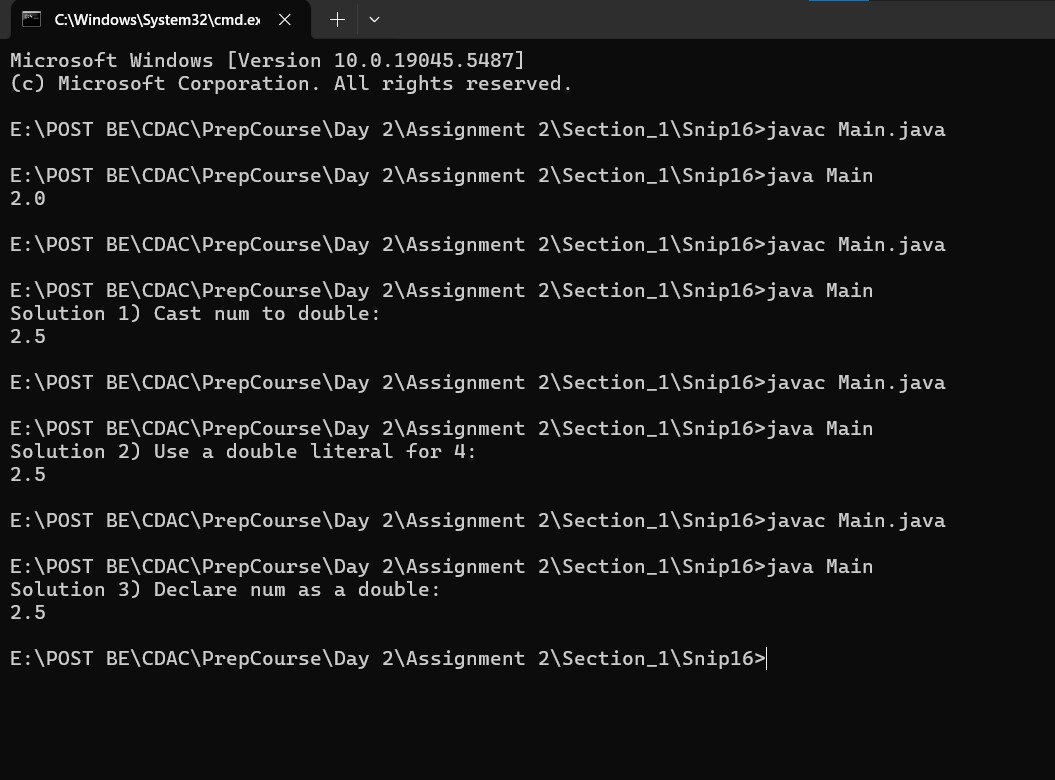 C:\Windows\System32\cmd.ex
Microsoft Windows [Version 10.0.19045.5487]
(c) Microsoft Corporation. All rights reserved.
E:\POST BE\CDAC\PrepCourse\Day 2\Assignment 2\Section_1\Snip16>javac Main.java
E:\POST BE\CDAC\PrepCourse\Day 2\Assignment 2\Section_1\Snip16>java Main
2.0
E:\POST BE\CDAC\PrepCourse\Day 2\Assignment 2\Section_1\Snip16>javac Main.java
E:\POST BE\CDAC\PrepCourse\Day 2\Assignment 2\Section_1\Snip16>java Main
Solution 1) Cast num to double:
2.5
E:\POST BE\CDAC\PrepCourse\Day 2\Assignment 2\Section_1\Snip16>javac Main.java
E:\POST BE\CDAC\PrepCourse\Day 2\Assignment 2\Section_1\Snip16>java Main
Solution 2) Use a double literal for 4:
2.5
E:\POST BE\CDAC\PrepCourse\Day 2\Assignment 2\Section_1\Snip16>javac Main.java
E:\POST BE\CDAC\PrepCourse\Day 2\Assignment 2\Section_1\Snip16>java Main
Solution 3) Declare num as a double:
2.5
E:\POST BE\CDAC\PrepCourse\Day 2\Assignment 2\Section_1\Snip16>